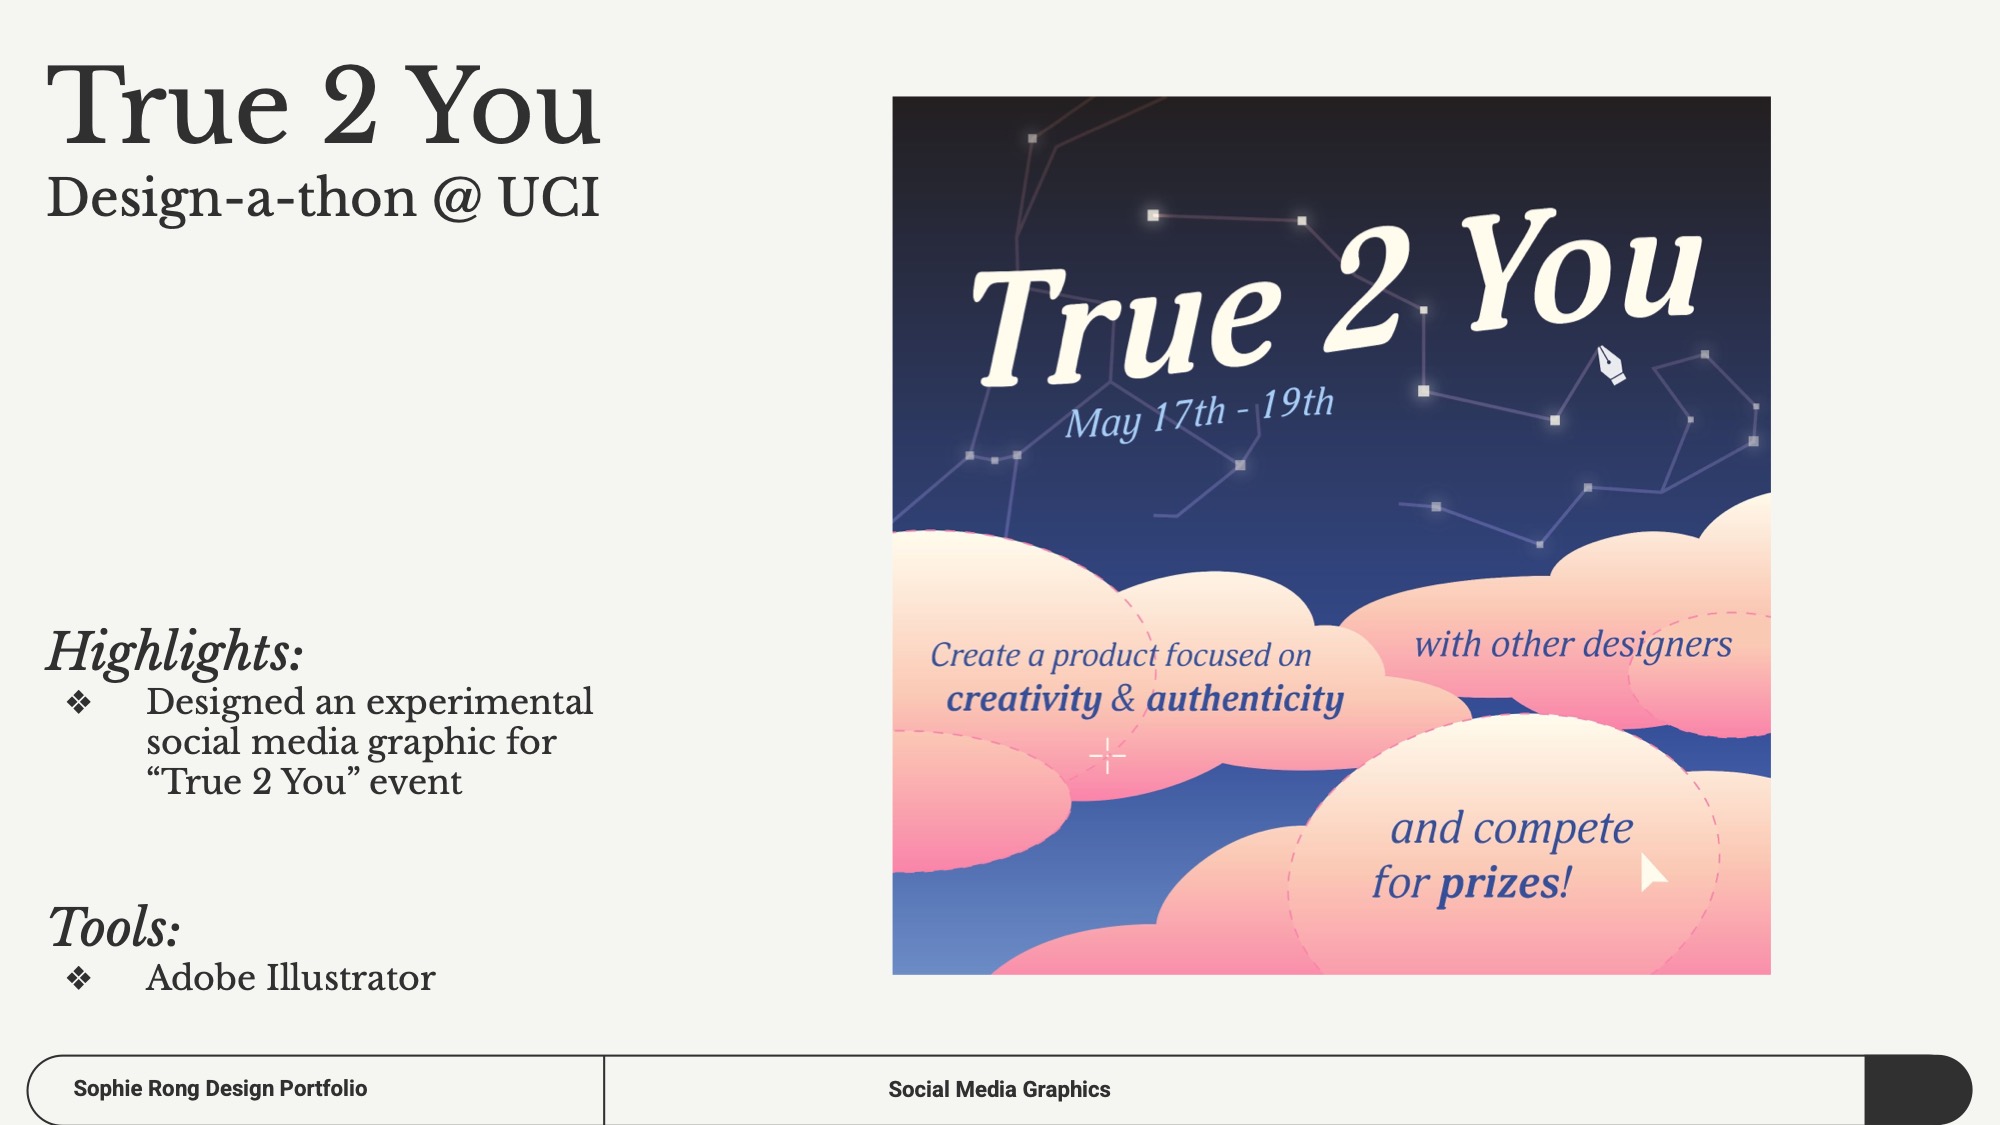 True 2 You
Design-a-thon @ UCI
Highlights:
❖ Designed an experimental
social media graphic for
“True 2 You” event
Tools:
❖ Adobe Illustrator
True 2 You
May 17th - 19th
Create a product focused on
creativity & authenticity
with other designers
and compete
for prizes!
Sophie Rong Design Portfolio
Social Media Graphics